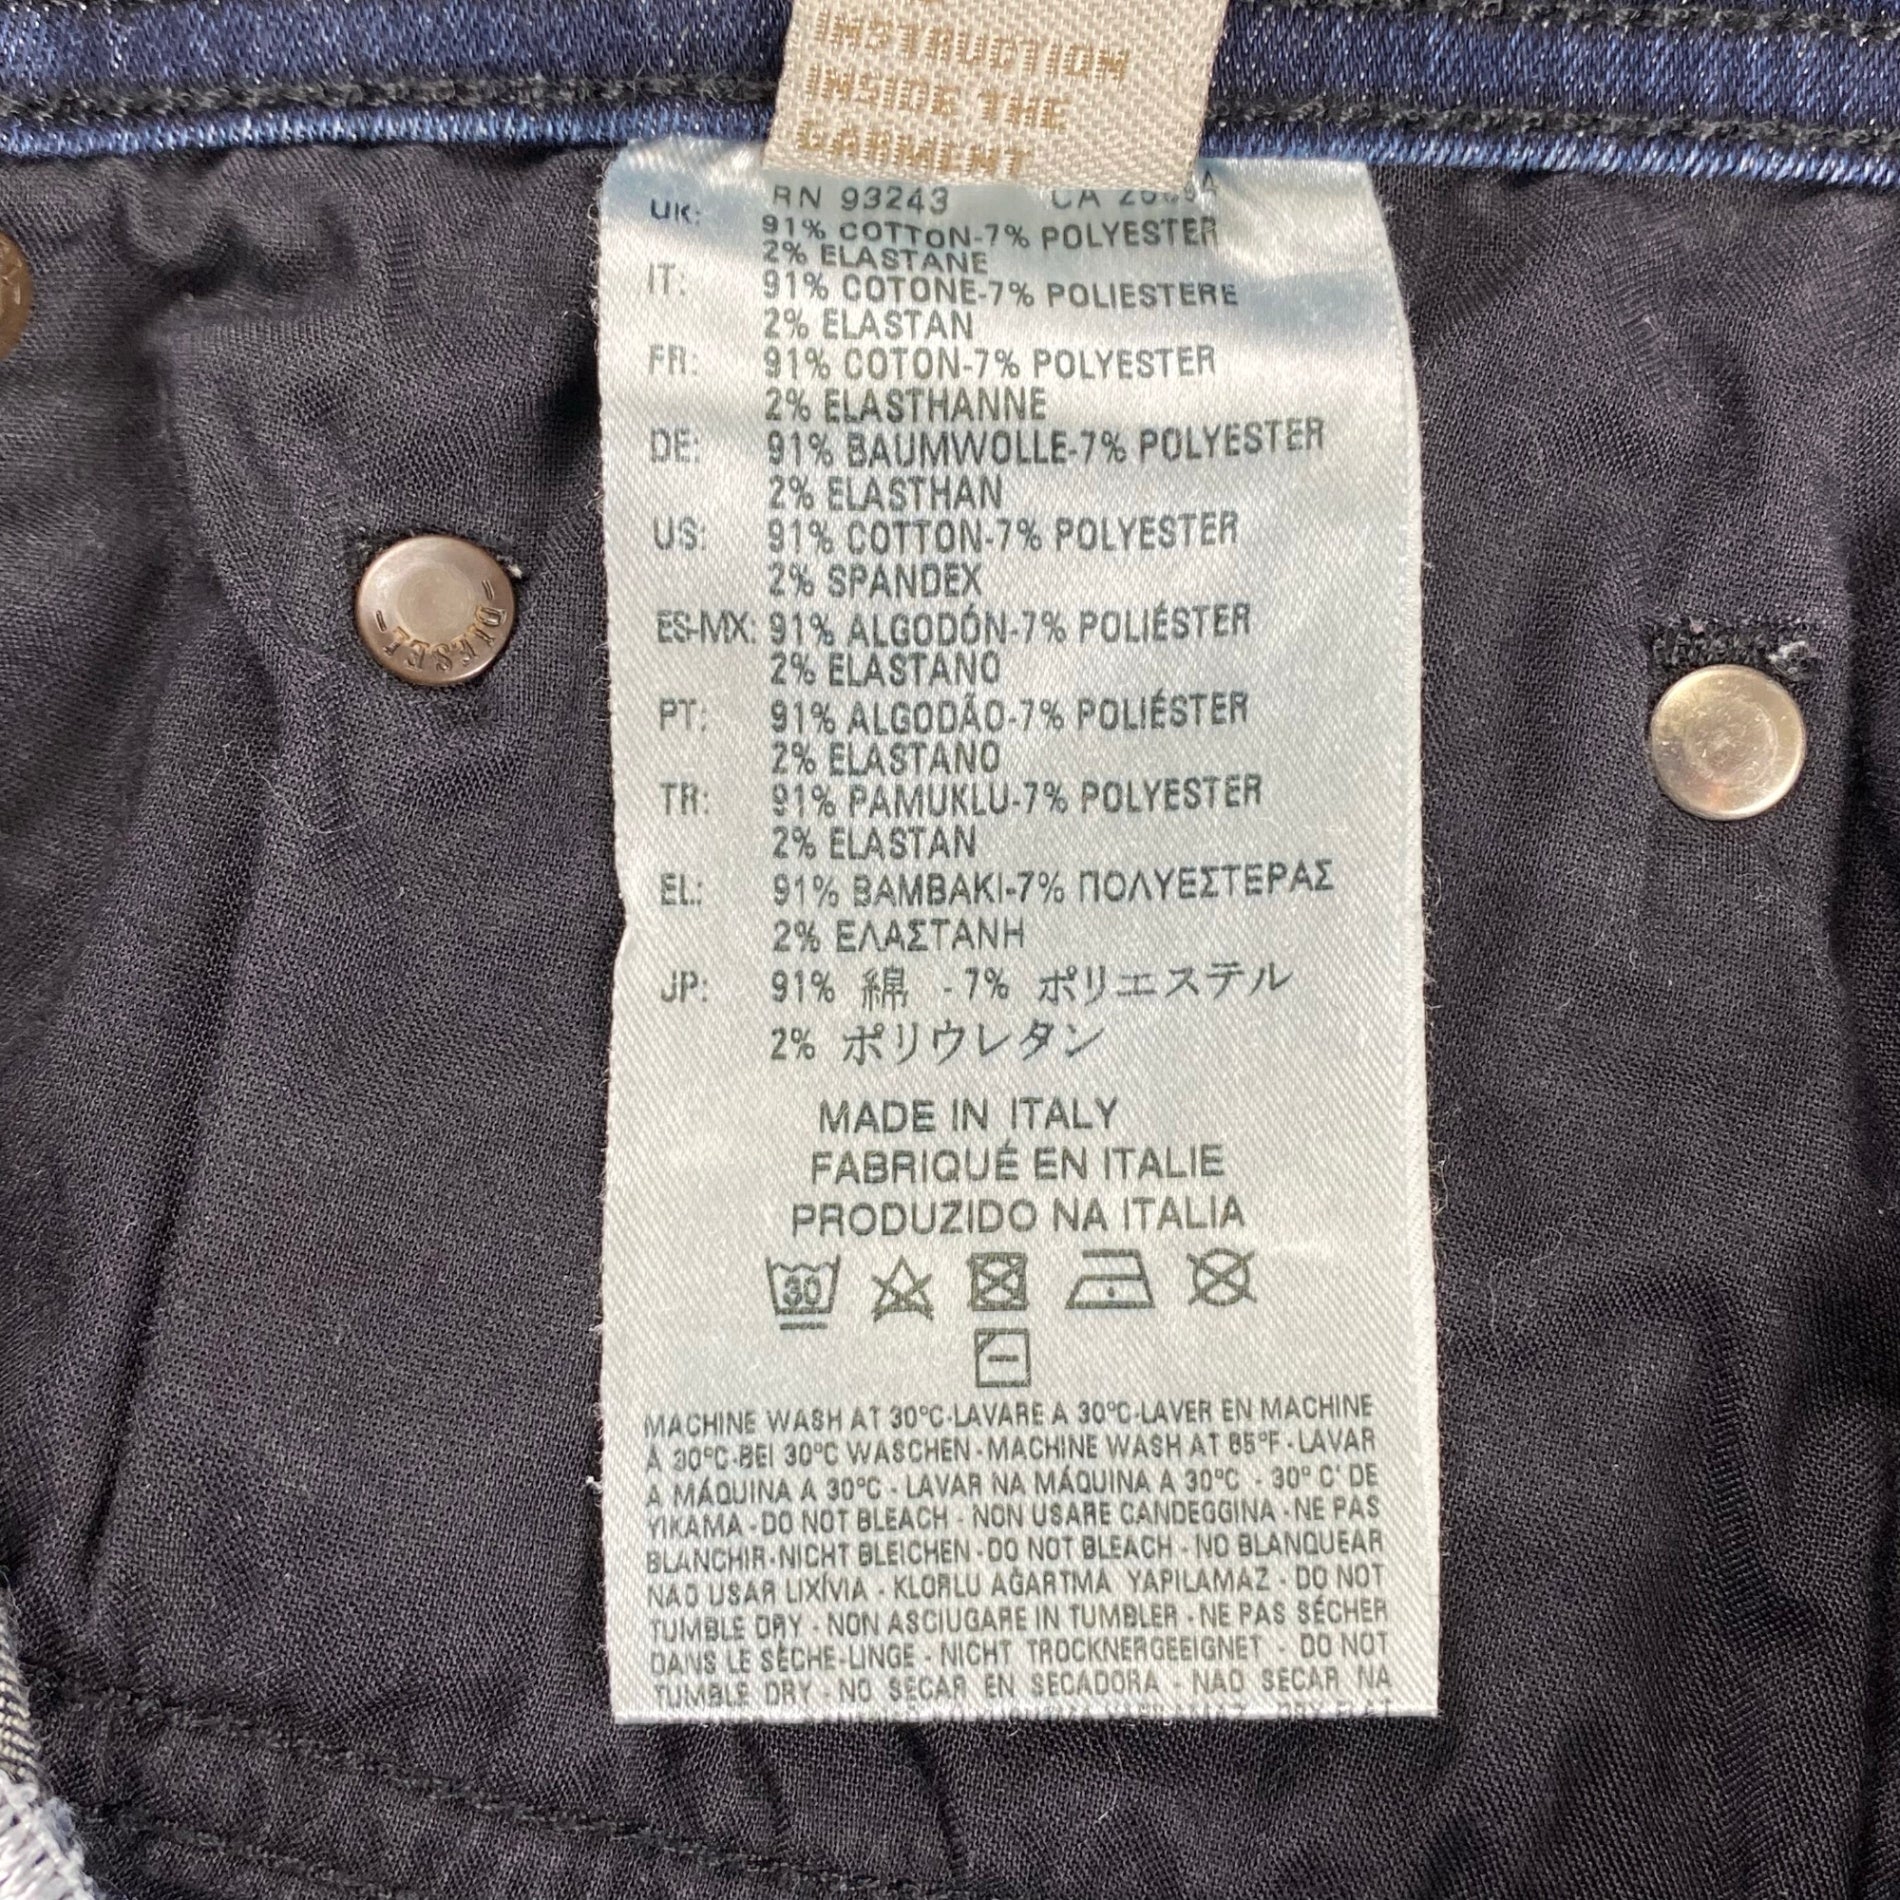 INSTRUCTION
INSIDE THE
GARMENT
RN 93243 CA
UK: 91% COTTON-7% POLYESTER
2% ELASTANE
IT: 91% COTONE-7% POLIESTERE
2% ELASTAN
FR: 91% COTON-7% POLYESTER
2% ELASTHANNE
DE: 91% BAUMWOLLE-7% POLYESTER
2% ELASTHAN
US: 91% COTTON-7% POLYESTER
2% SPANDEX
ES-MX: 91% ALGODÓN-7% POLIÉSTER
2% ELASTANO
PT: 91% ALGODÃO-7% POLIÉSTER
2% ELASTANO
TR: 91% PAMUKLU-7% POLYESTER
2% ELASTAN
EL: 91% BAMBAKI-7% ΠΟΛΥΕΣΤΕΡΑΣ
2% ΕΛΑΣΤΑΝΗ
JP: 91% 綿 -7% ポリエステル
2% ポリウレタン
DIESEL
MADE IN ITALY
FABRIQUÉ EN ITALIE
PRODUZIDO NA ITALIA
30
MACHINE WASH AT 30°C-LAVARE A 30°C-LAVER EN MACHINE
A 30°C-BEI 30°C WASCHEN-MACHINE WASH AT 85°F-LAVAR
A MÁQUINA A 30°C - LAVAR NA MÁQUINA A 30°C - 30° C' DE
YIKAMA-DO NOT BLEACH - NON USARE CANDEGGINA-NE PAS
BLANCHIR-NICHT BLEICHEN-DO NOT BLEACH - NO BLANQUEAR
NAO USAR LIXÍVIA - KLORLU AĞARTMA YAPILAMAZ - DO NOT
TUMBLE DRY - NON ASCIUGARE IN TUMBLER - NE PAS SÉCHER
DANS LE SÈCHE-LINGE - NICHT TROCKNERGEEIGNET - DO NOT
TUMBLE DRY - NO SECAR EN SECADORA - NAO SECAR NA